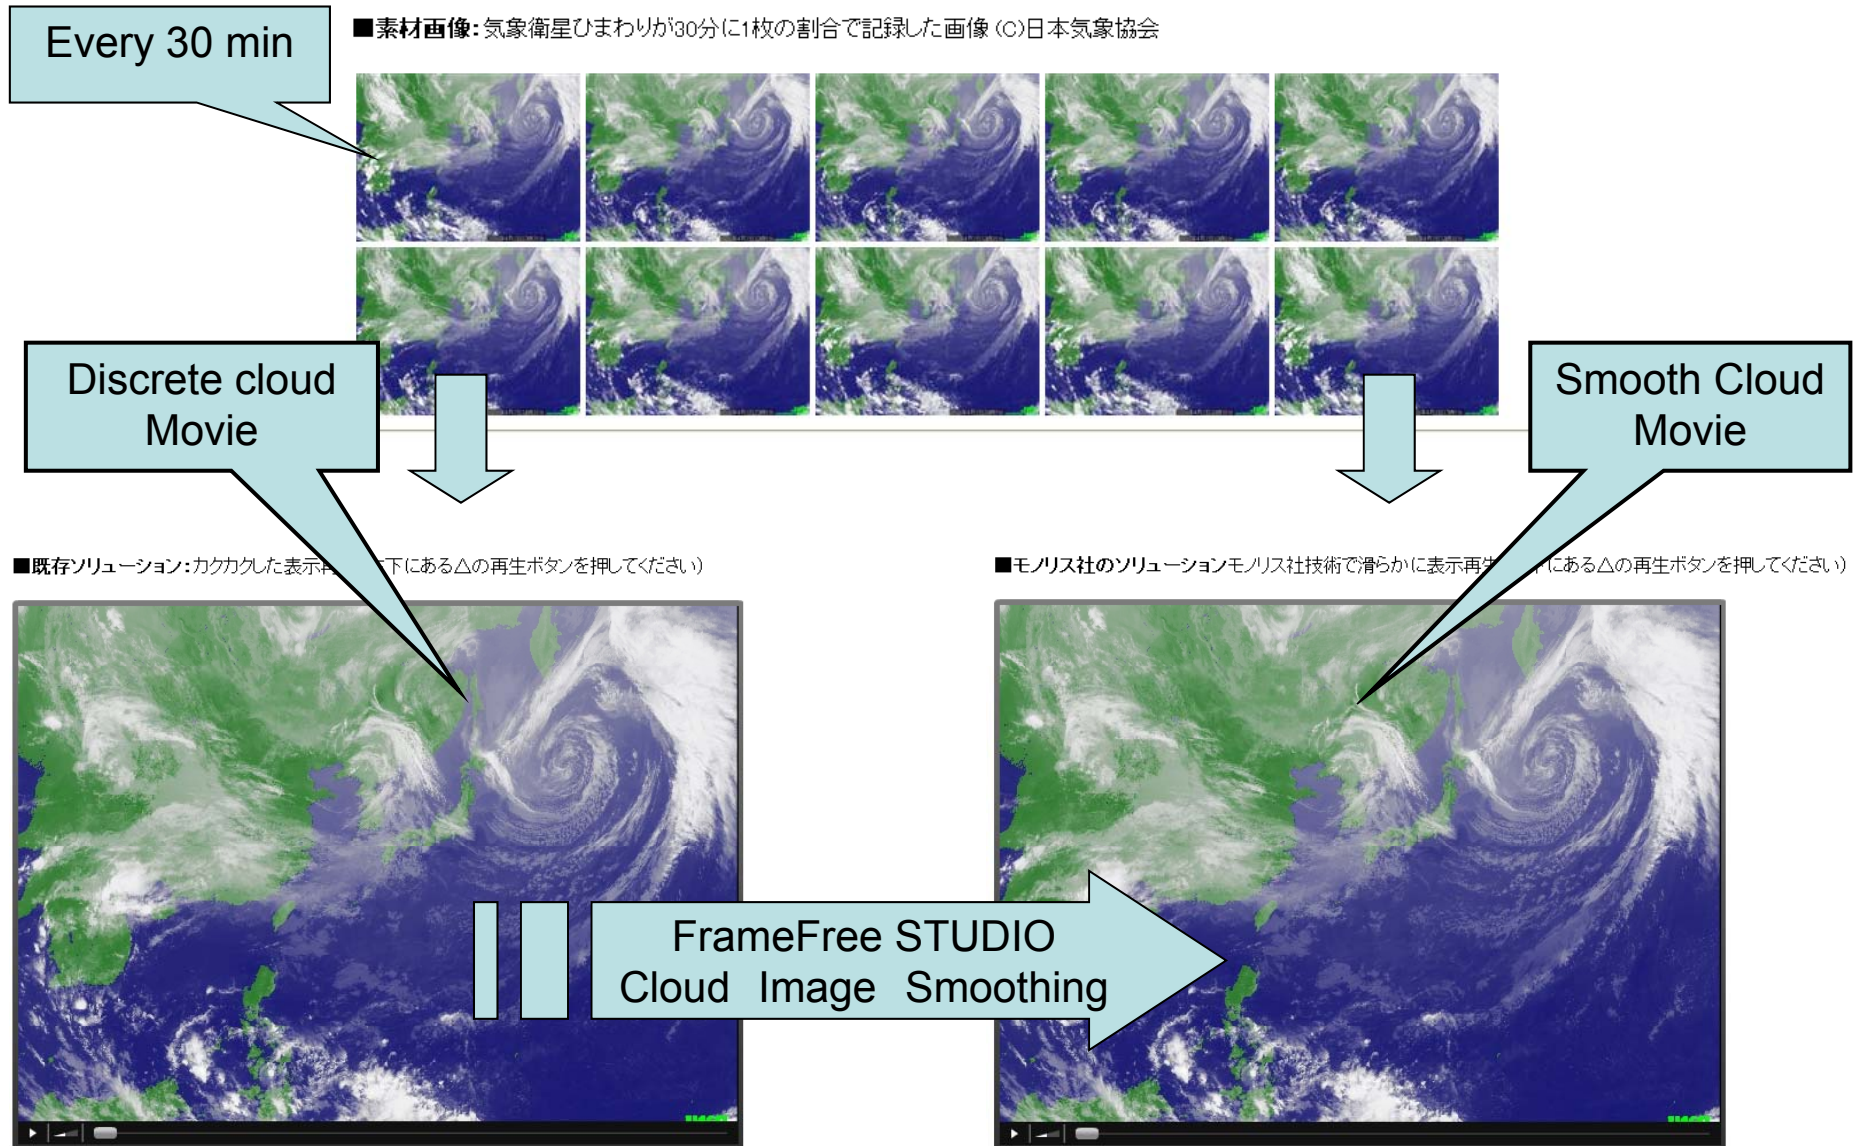 Every 30 min
■素材画像：気象衛星ひまわりが30分に1枚の割合で記録した画像 (C)日本気象協会
Discrete cloud
Movie
Smooth Cloud
Movie
■既存ソリューション：カクカクした表示再 下にある△の再生ボタンを押してください）
■モノリス社のソリューションモノリス社技術で滑らかに表示再生 にある△の再生ボタンを押してください）
FrameFree STUDIO
Cloud Image Smoothing